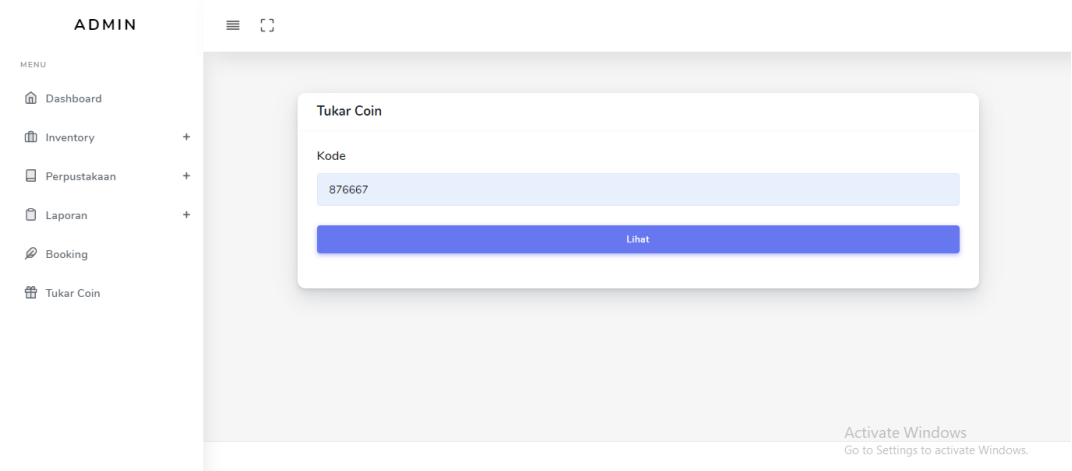 ADMIN
MENU
Dashboard
Inventory +
Perpustakaan +
Laporan +
Booking
Tukar Coin
Tukar Coin
Kode
876667
Lihat
Activate Windows
Go to Settings to activate Windows.